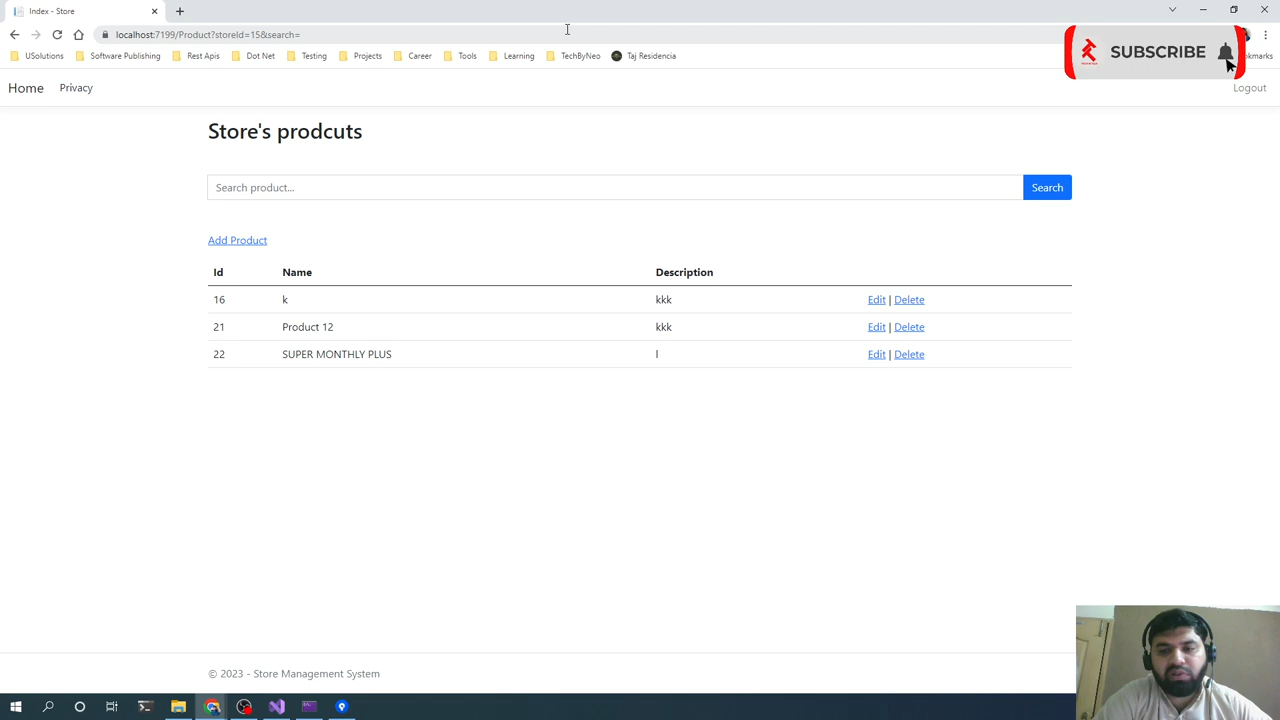 Index - Store
localhost:7199/Product?storeId=15&search=
USolutions Software Publishing Rest Apis Dot Net Testing Projects Career Tools Learning TechByNeo Taj Residencia
SUBSCRIBE
Home Privacy Logout
Store's prodcuts
Search product... Search
Add Product
Id Name Description
16 k kkk Edit | Delete
21 Product 12 kkk Edit | Delete
22 SUPER MONTHLY PLUS l Edit | Delete
© 2023 - Store Management System